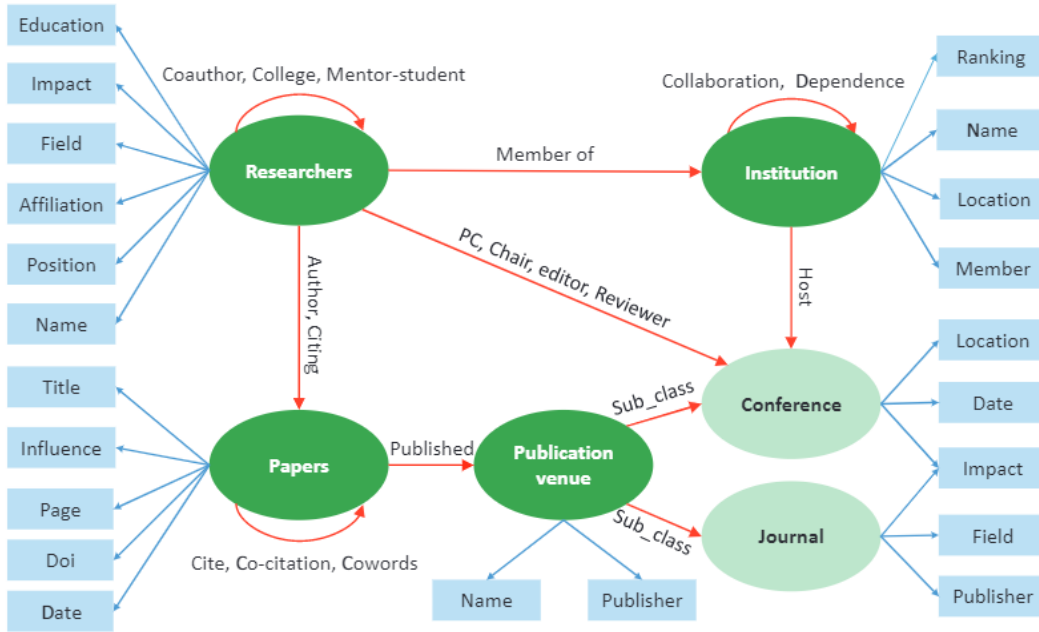 Education
Impact
Field
Affiliation
Position
Name
Coauthor, College, Mentor-student
Researchers
Member of
Collaboration, Dependence
Institution
Ranking
Name
Location
Member
Author, Citing
PC, Chair, editor, Reviewer
Host
Title
Influence
Page
Doi
Date
Papers
Cite, Co-citation, Cowords
Published
Publication
venue
Name
Publisher
Sub_class
Sub_class
Conference
Journal
Location
Date
Impact
Field
Publisher